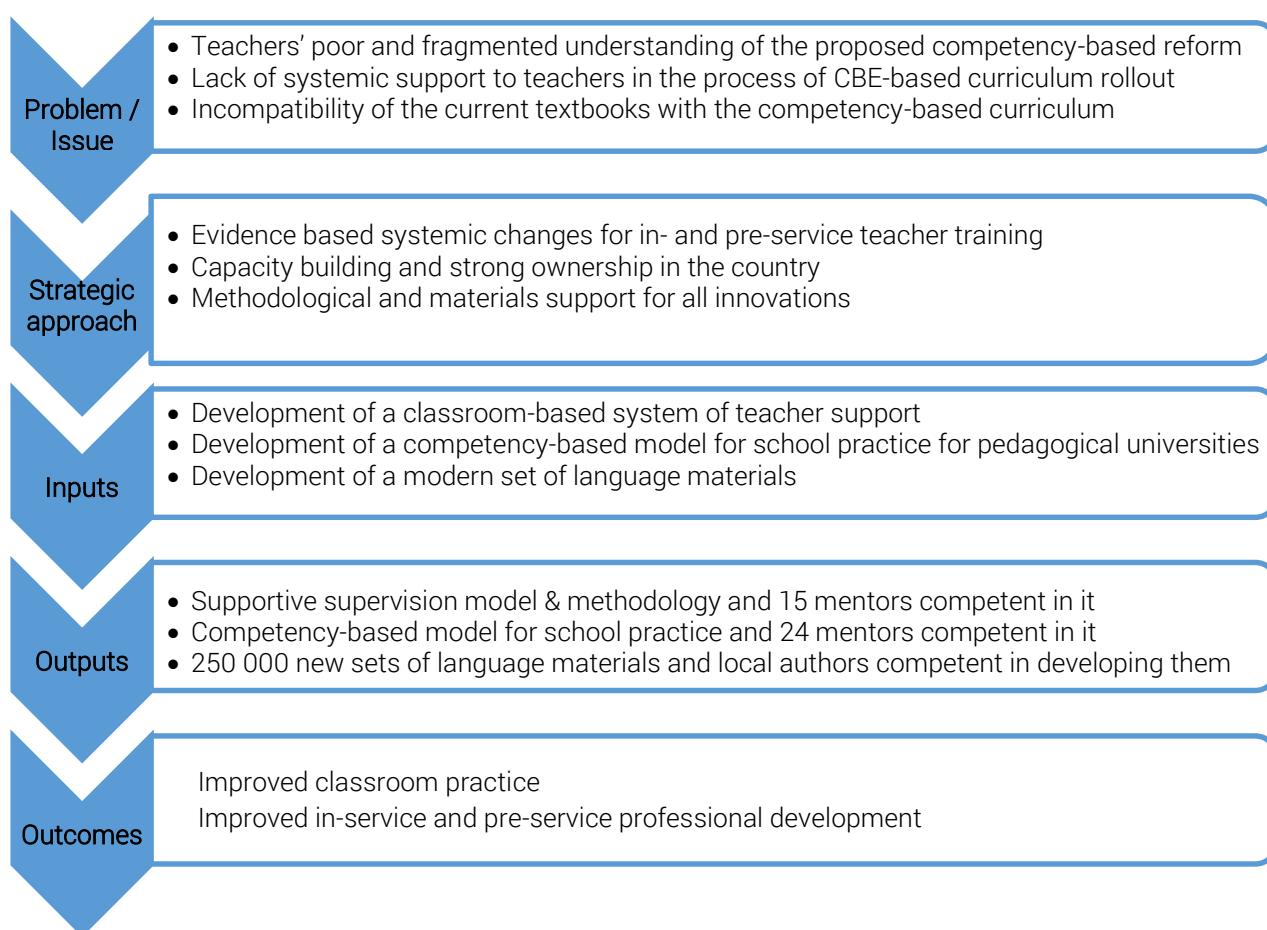 Problem /
Issue
• Teachers’ poor and fragmented understanding of the proposed competency-based reform
• Lack of systemic support to teachers in the process of CBE-based curriculum rollout
• Incompatibility of the current textbooks with the competency-based curriculum
Strategic
approach
• Evidence based systemic changes for in- and pre-service teacher training
• Capacity building and strong ownership in the country
• Methodological and materials support for all innovations
Inputs
• Development of a classroom-based system of teacher support
• Development of a competency-based model for school practice for pedagogical universities
• Development of a modern set of language materials
Outputs
• Supportive supervision model & methodology and 15 mentors competent in it
• Competency-based model for school practice and 24 mentors competent in it
• 250 000 new sets of language materials and local authors competent in developing them
Outcomes
Improved classroom practice
Improved in-service and pre-service professional development